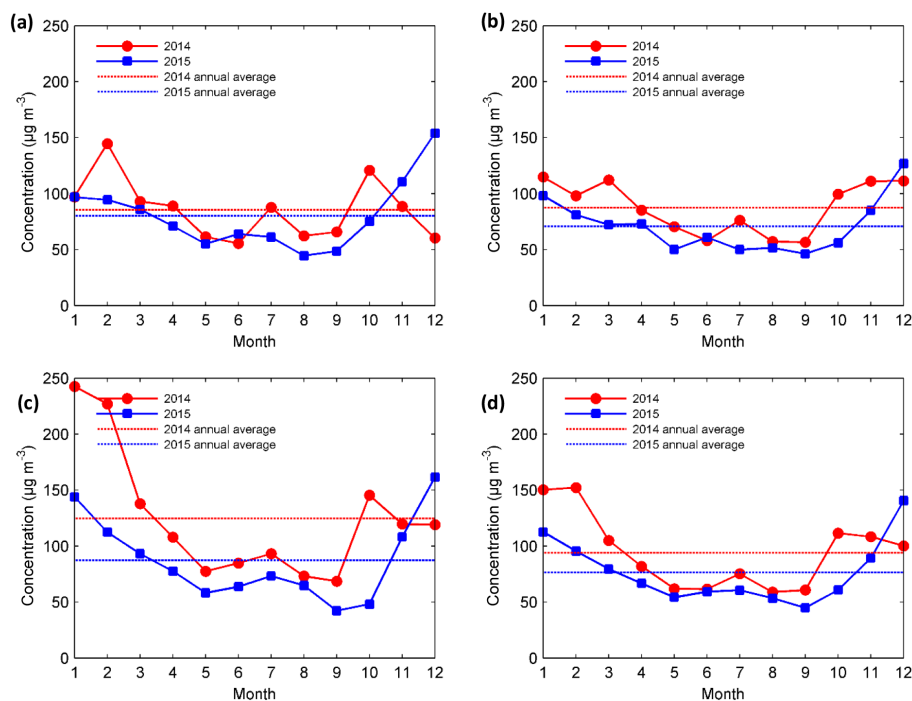 (a)
250
200
150
100
50
0
Concentration (µg m⁻³)
2014
2015
2014 annual average
2015 annual average
1 2 3 4 5 6 7 8 9 10 11 12
Month
(b)
250
200
150
100
50
0
Concentration (µg m⁻³)
2014
2015
2014 annual average
2015 annual average
1 2 3 4 5 6 7 8 9 10 11 12
Month
(c)
250
200
150
100
50
0
Concentration (µg m⁻³)
2014
2015
2014 annual average
2015 annual average
1 2 3 4 5 6 7 8 9 10 11 12
Month
(d)
250
200
150
100
50
0
Concentration (µg m⁻³)
2014
2015
2014 annual average
2015 annual average
1 2 3 4 5 6 7 8 9 10 11 12
Month